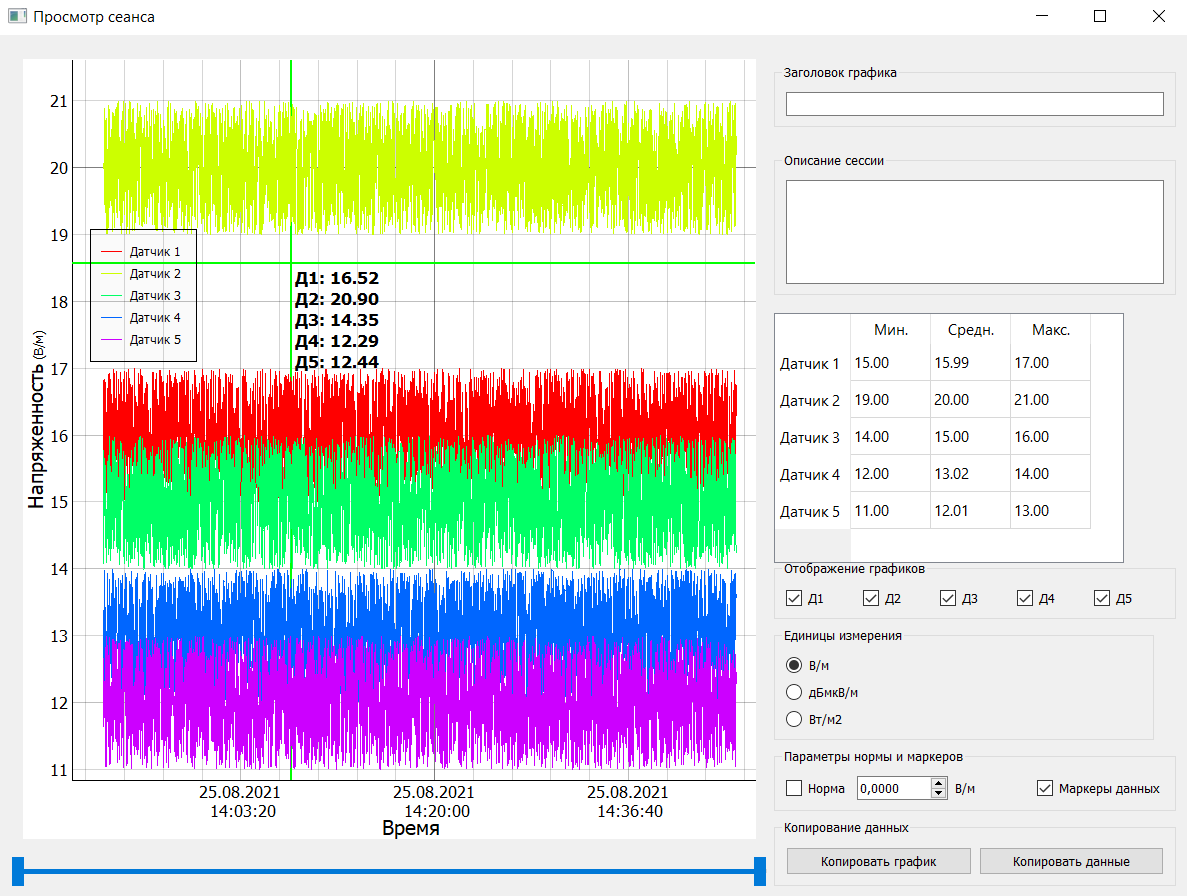 Просмотр сеанса
21
20
19
18
17
16
15
14
13
12
11
Напряженность (В/м)
Датчик 1
Датчик 2
Датчик 3
Датчик 4
Датчик 5
Д1: 16.52
Д2: 20.90
Д3: 14.35
Д4: 12.29
Д5: 12.44
25.08.2021 25.08.2021 25.08.2021
14:03:20 14:20:00 14:36:40
Время
Заголовок графика
Описание сессии
Мин. Средн. Макс.
Датчик 1 15.00 15.99 17.00
Датчик 2 19.00 20.00 21.00
Датчик 3 14.00 15.00 16.00
Датчик 4 12.00 13.02 14.00
Датчик 5 11.00 12.01 13.00
Отображение графиков
Д1 Д2 Д3 Д4 Д5
Единицы измерения
В/м
дБмкВ/м
Вт/м2
Параметры нормы и маркеров
Норма 0,0000 В/м Маркеры данных
Копирование данных
Копировать график Копировать данные